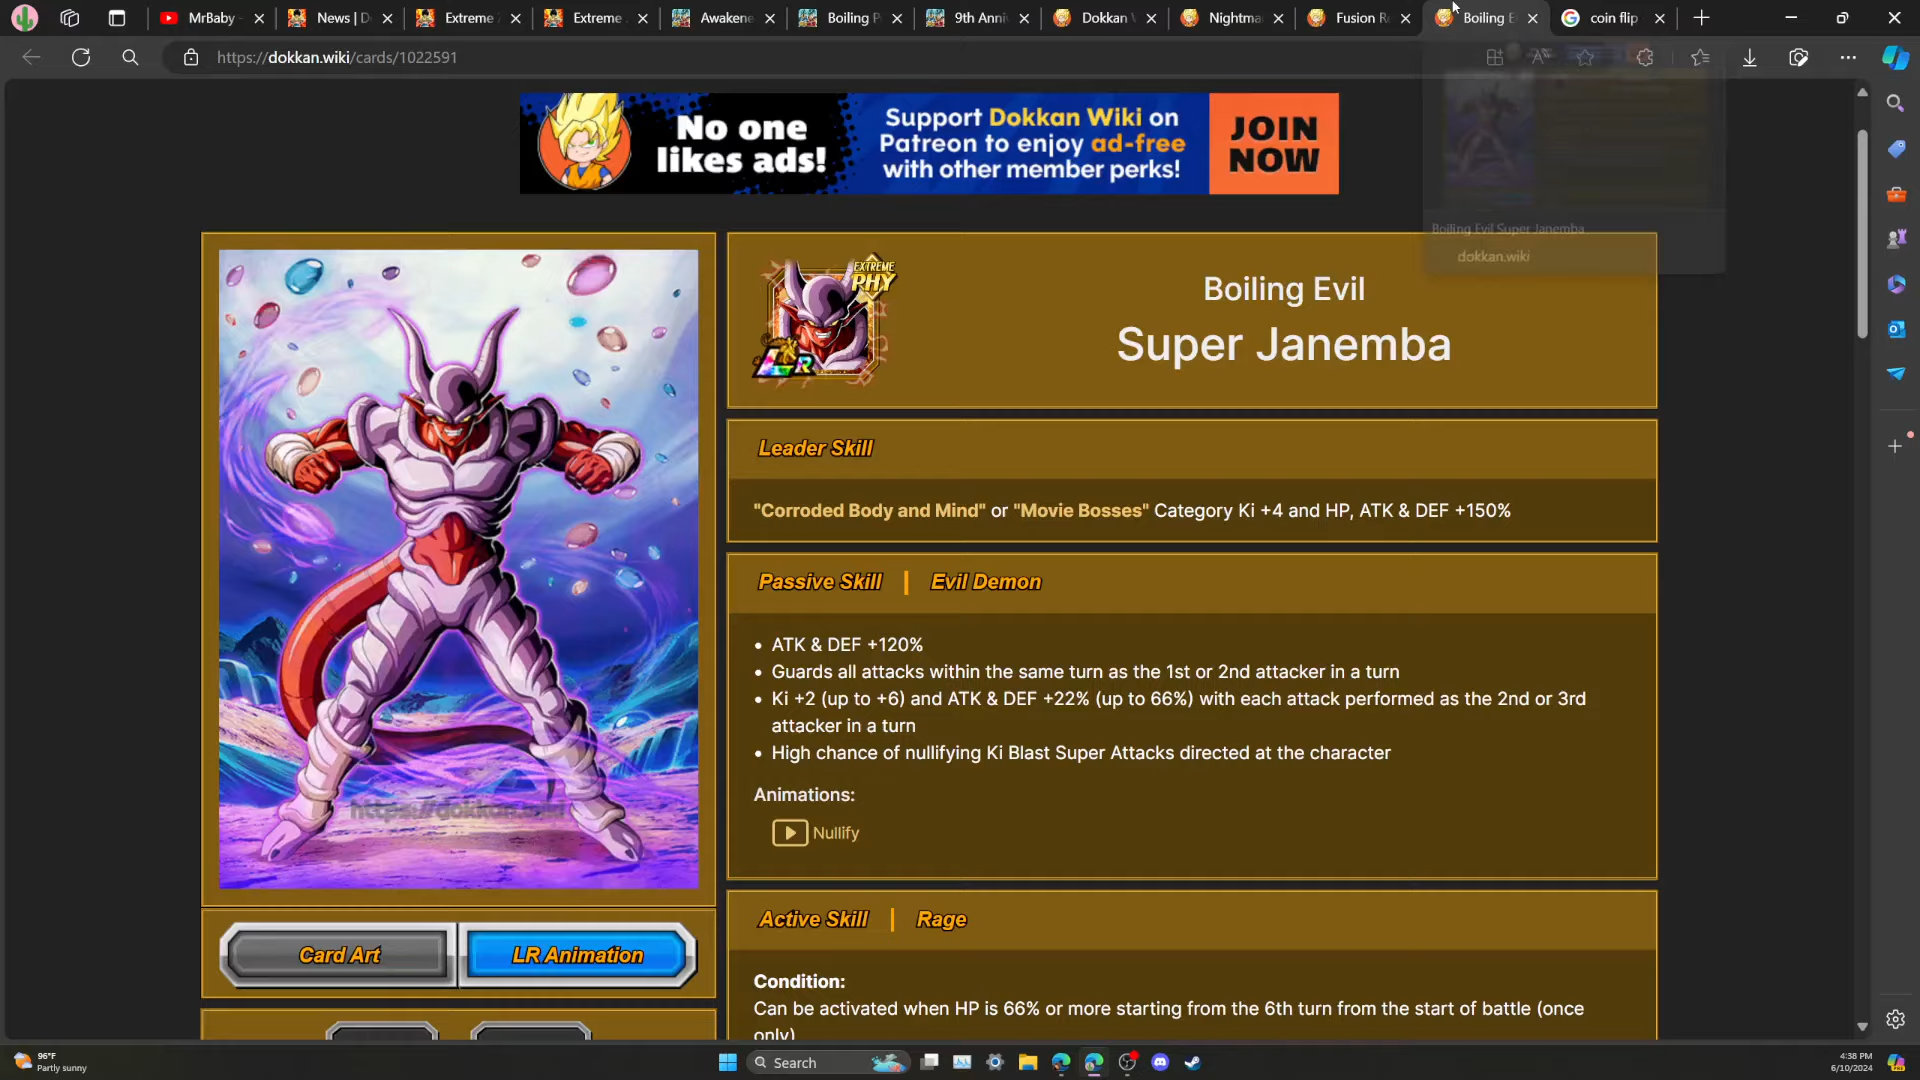 MrBaby
News | D
Extreme
Extreme
Awakene
Boiling P
9th Anni
Dokkan
Nightma
Fusion R
Boiling E
coin flip
https://dokkan.wiki/cards/1022591
No one
likes ads!
Support Dokkan Wiki on
Patreon to enjoy ad-free
with other member perks!
JOIN
NOW
Boiling Evil Super Janemba
dokkan.wiki
EXTREME
PHY
LR
Boiling Evil
Super Janemba
Leader Skill
"Corroded Body and Mind" or "Movie Bosses" Category Ki +4 and HP, ATK & DEF +150%
Passive Skill | Evil Demon
• ATK & DEF +120%
• Guards all attacks within the same turn as the 1st or 2nd attacker in a turn
• Ki +2 (up to +6) and ATK & DEF +22% (up to 66%) with each attack performed as the 2nd or 3rd
attacker in a turn
• High chance of nullifying Ki Blast Super Attacks directed at the character
Animations:
Nullify
https://dokkan.wiki
Active Skill | Rage
Card Art
LR Animation
Condition:
Can be activated when HP is 66% or more starting from the 6th turn from the start of battle (once
only)
96°F
Partly sunny
Search
4:38 PM
6/10/2024